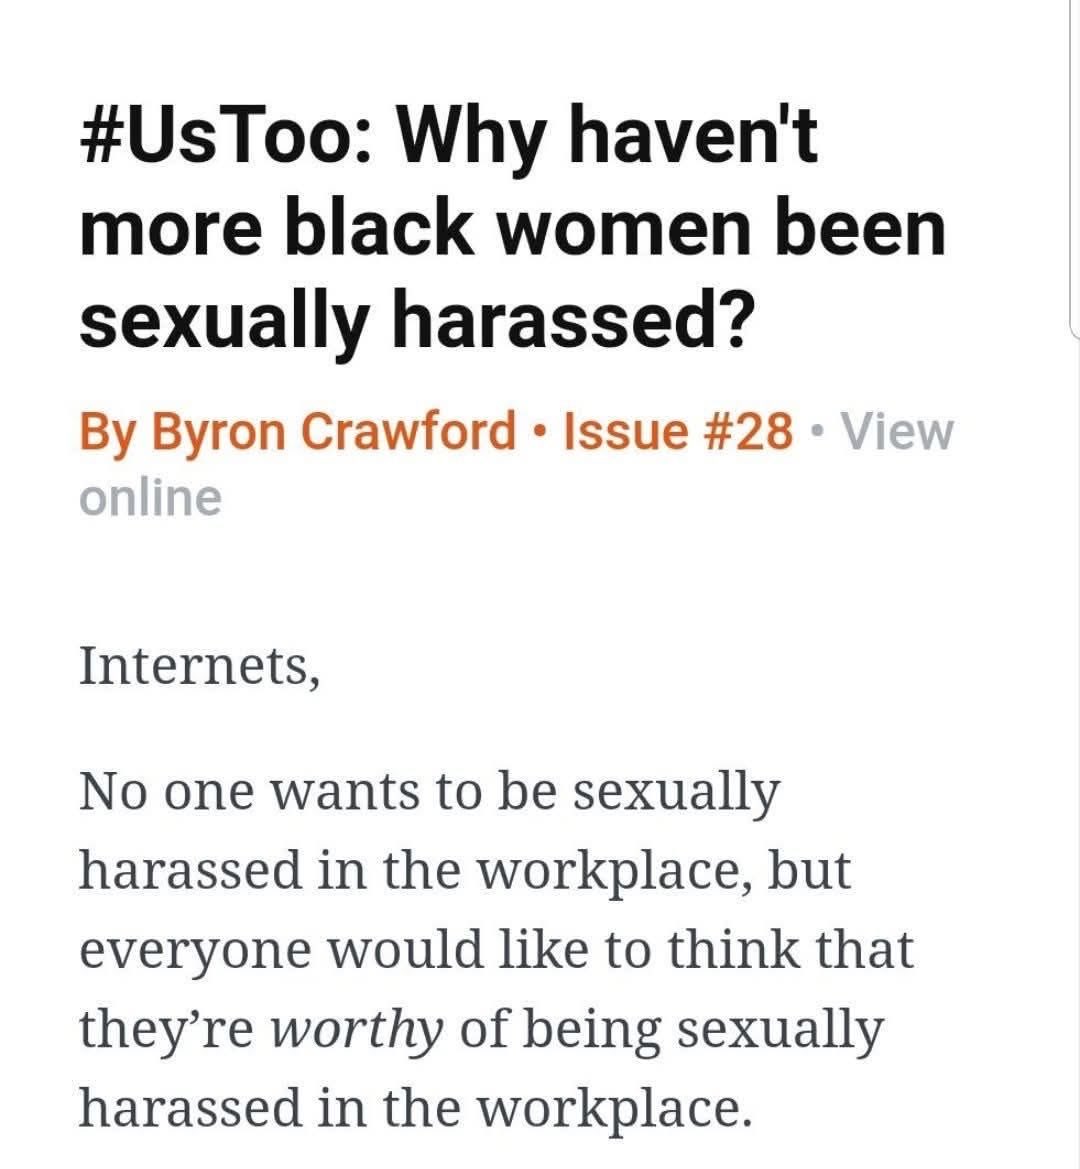 #UsToo: Why haven't
more black women been
sexually harassed?
By Byron Crawford • Issue #28 • View
online
Internets,
No one wants to be sexually
harassed in the workplace, but
everyone would like to think that
they’re worthy of being sexually
harassed in the workplace.